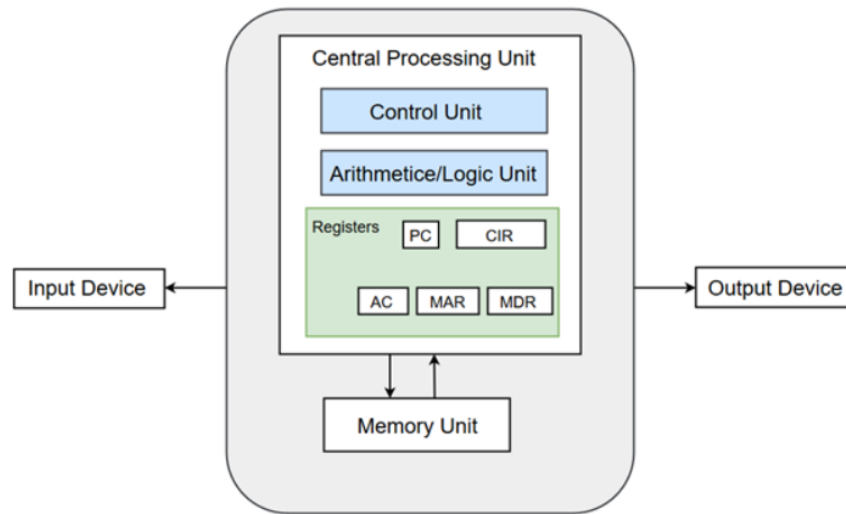 Central Processing Unit
Control Unit
Arithmetice/Logic Unit
Registers
PC
CIR
AC
MAR
MDR
Input Device
Output Device
Memory Unit